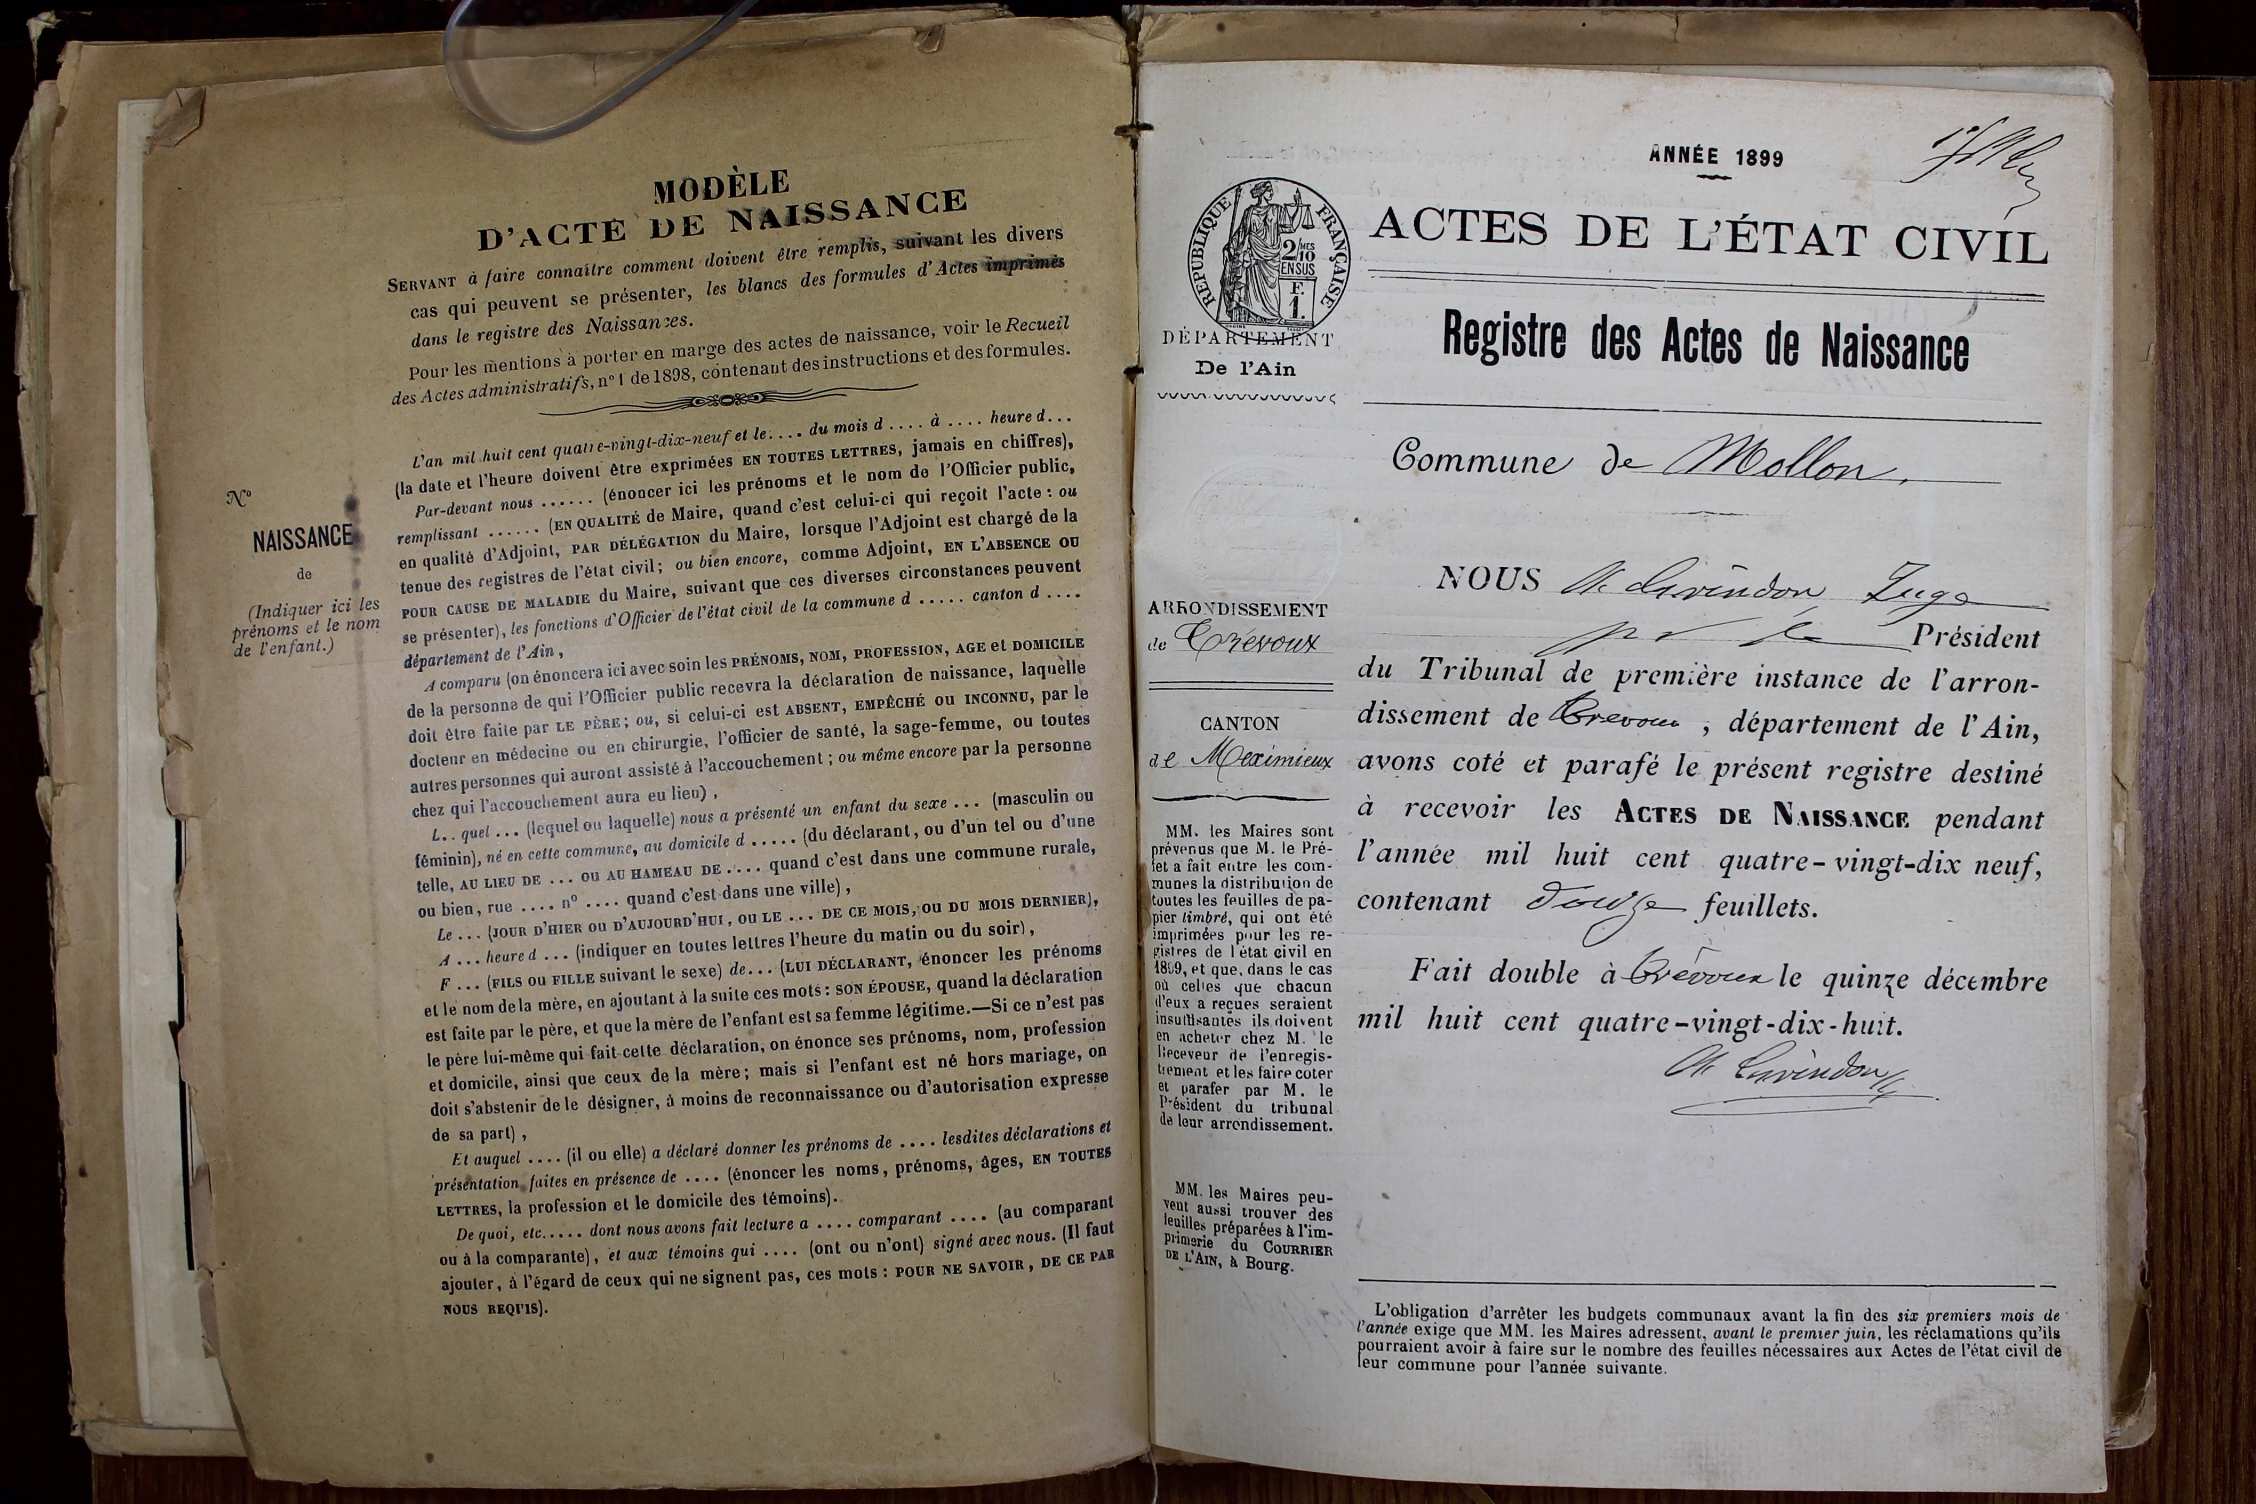 MODÈLE
D'ACTE DE NAISSANCE
SERVANT à faire connaître comment doivent être remplis, suivant les divers
cas qui peuvent se présenter, les blancs des formules d'Actes imprimés
dans le registre des Naissances.
Pour les mentions à porter en marge des actes de naissance, voir le Recueil
des Actes administratifs, n° 1 de 1898, contenant des instructions et des formules.
N°
NAISSANCE
de
(Indiquer ici les
prénoms et le nom
de l'enfant.)
L'an mil huit cent quatre-vingt-dix-neuf et le.... du mois d .... à .... heure d...
(la date et l'heure doivent être exprimées EN TOUTES LETTRES, jamais en chiffres),
Par-devant nous ...... (énoncer ici les prénoms et le nom de l'Officier public,
remplissant ...... (EN QUALITÉ de Maire, quand c'est celui-ci qui reçoit l'acte : ou
en qualité d'Adjoint, PAR DÉLÉGATION du Maire, lorsque l'Adjoint est chargé de la
tenue des registres de l'état civil; ou bien encore, comme Adjoint, EN L'ABSENCE OU
POUR CAUSE DE MALADIE du Maire, suivant que ces diverses circonstances peuvent
se présenter), les fonctions d'Officier de l'état civil de la commune d ..... canton d ....
département de l'Ain,
A comparu (on énoncera ici avec soin les PRÉNOMS, NOM, PROFESSION, AGE et DOMICILE
de la personne de qui l'Officier public recevra la déclaration de naissance, laquelle
doit être faite par LE PÈRE; ou, si celui-ci est ABSENT, EMPÊCHÉ OU INCONNU, par le
docteur en médecine ou en chirurgie, l'officier de santé, la sage-femme, ou toutes
autres personnes qui auront assisté à l'accouchement; ou même encore par la personne
chez qui l'accouchement aura eu lieu),
L.. quel ... (lequel ou laquelle) nous a présenté un enfant du sexe ... (masculin ou
féminin), né en cette commune, au domicile d ..... (du déclarant, ou d'un tel ou d'une
telle, AU LIEU DE ... OU AU HAMEAU DE .... quand c'est dans une commune rurale,
ou bien, rue .... n° .... quand c'est dans une ville),
Le ... (JOUR D'HIER OU D'AUJOURD'HUI, OU LE ... DE CE MOIS, OU DU MOIS DERNIER),
A ... heure d ... (indiquer en toutes lettres l'heure du matin ou du soir),
F ... (FILS OU FILLE suivant le sexe) de... (LUI DÉCLARANT, énoncer les prénoms
et le nom de la mère, en ajoutant à la suite ces mots : SON ÉPOUSE, quand la déclaration
est faite par le père, et que la mère de l'enfant est sa femme légitime.—Si ce n'est pas
le père lui-même qui fait cette déclaration, on énonce ses prénoms, nom, profession
et domicile, ainsi que ceux de la mère; mais si l'enfant est né hors mariage, on
doit s'abstenir de le désigner, à moins de reconnaissance ou d'autorisation expresse
de sa part),
Et auquel .... (il ou elle) a déclaré donner les prénoms de .... lesdites déclarations et
présentation faites en présence de .... (énoncer les noms, prénoms, âges, EN TOUTES
LETTRES, la profession et le domicile des témoins).
De quoi, etc..... dont nous avons fait lecture a .... comparant .... (au comparant
ou à la comparante), et aux témoins qui .... (ont ou n'ont) signé avec nous. (Il faut
ajouter, à l'égard de ceux qui ne signent pas, ces mots : POUR NE SAVOIR, DE CE PAR
NOUS REQUIS).
ANNÉE 1899
RÉPUBLIQUE FRANÇAISE
2/10MES
EN SUS
F.
1.
DÉPARTEMENT
De l'Ain
ACTES DE L'ÉTAT CIVIL
Registre des Actes de Naissance
Commune de Mollon.
ARRONDISSEMENT
de Trevoux
CANTON
de Meximieux
MM. les Maires sont
prévenus que M. le Pré-
fet a fait entre les com-
munes la distribution de
toutes les feuilles de pa-
pier timbré, qui ont été
imprimées pour les re-
gistres de l'état civil en
1899, et que, dans le cas
où celles que chacun
d'eux a reçues seraient
insuffisantes ils doivent
en acheter chez M. le
Receveur de l'enregis-
trement et les faire coter
et parafer par M. le
Président du tribunal
de leur arrondissement.
MM. les Maires peu-
vent aussi trouver des
feuilles préparées à l'im-
primerie du COURRIER
DE L'AIN, à Bourg.
NOUS Juge
Président
du Tribunal de première instance de l'arron-
dissement de Trevoux, département de l'Ain,
avons coté et parafé le présent registre destiné
à recevoir les ACTES DE NAISSANCE pendant
l'année mil huit cent quatre-vingt-dix neuf,
contenant douze feuillets.
Fait double à Trévoux le quinze décembre
mil huit cent quatre-vingt-dix-huit.
L'obligation d'arrêter les budgets communaux avant la fin des six premiers mois de
l'année exige que MM. les Maires adressent, avant le premier juin, les réclamations qu'ils
pourraient avoir à faire sur le nombre des feuilles nécessaires aux Actes de l'état civil de
leur commune pour l'année suivante.